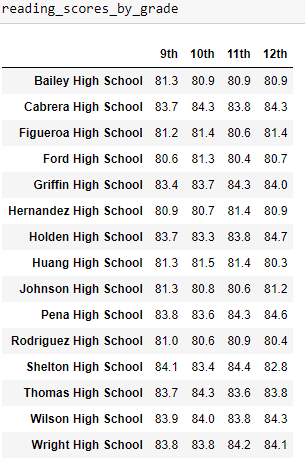 reading_scores_by_grade
9th 10th 11th 12th
Bailey High School 81.3 80.9 80.9 80.9
Cabrera High School 83.7 84.3 83.8 84.3
Figueroa High School 81.2 81.4 80.6 81.4
Ford High School 80.6 81.3 80.4 80.7
Griffin High School 83.4 83.7 84.3 84.0
Hernandez High School 80.9 80.7 81.4 80.9
Holden High School 83.7 83.3 83.8 84.7
Huang High School 81.3 81.5 81.4 80.3
Johnson High School 81.3 80.8 80.6 81.2
Pena High School 83.8 83.6 84.3 84.6
Rodriguez High School 81.0 80.6 80.9 80.4
Shelton High School 84.1 83.4 84.4 82.8
Thomas High School 83.7 84.3 83.6 83.8
Wilson High School 83.9 84.0 83.8 84.3
Wright High School 83.8 83.8 84.2 84.1